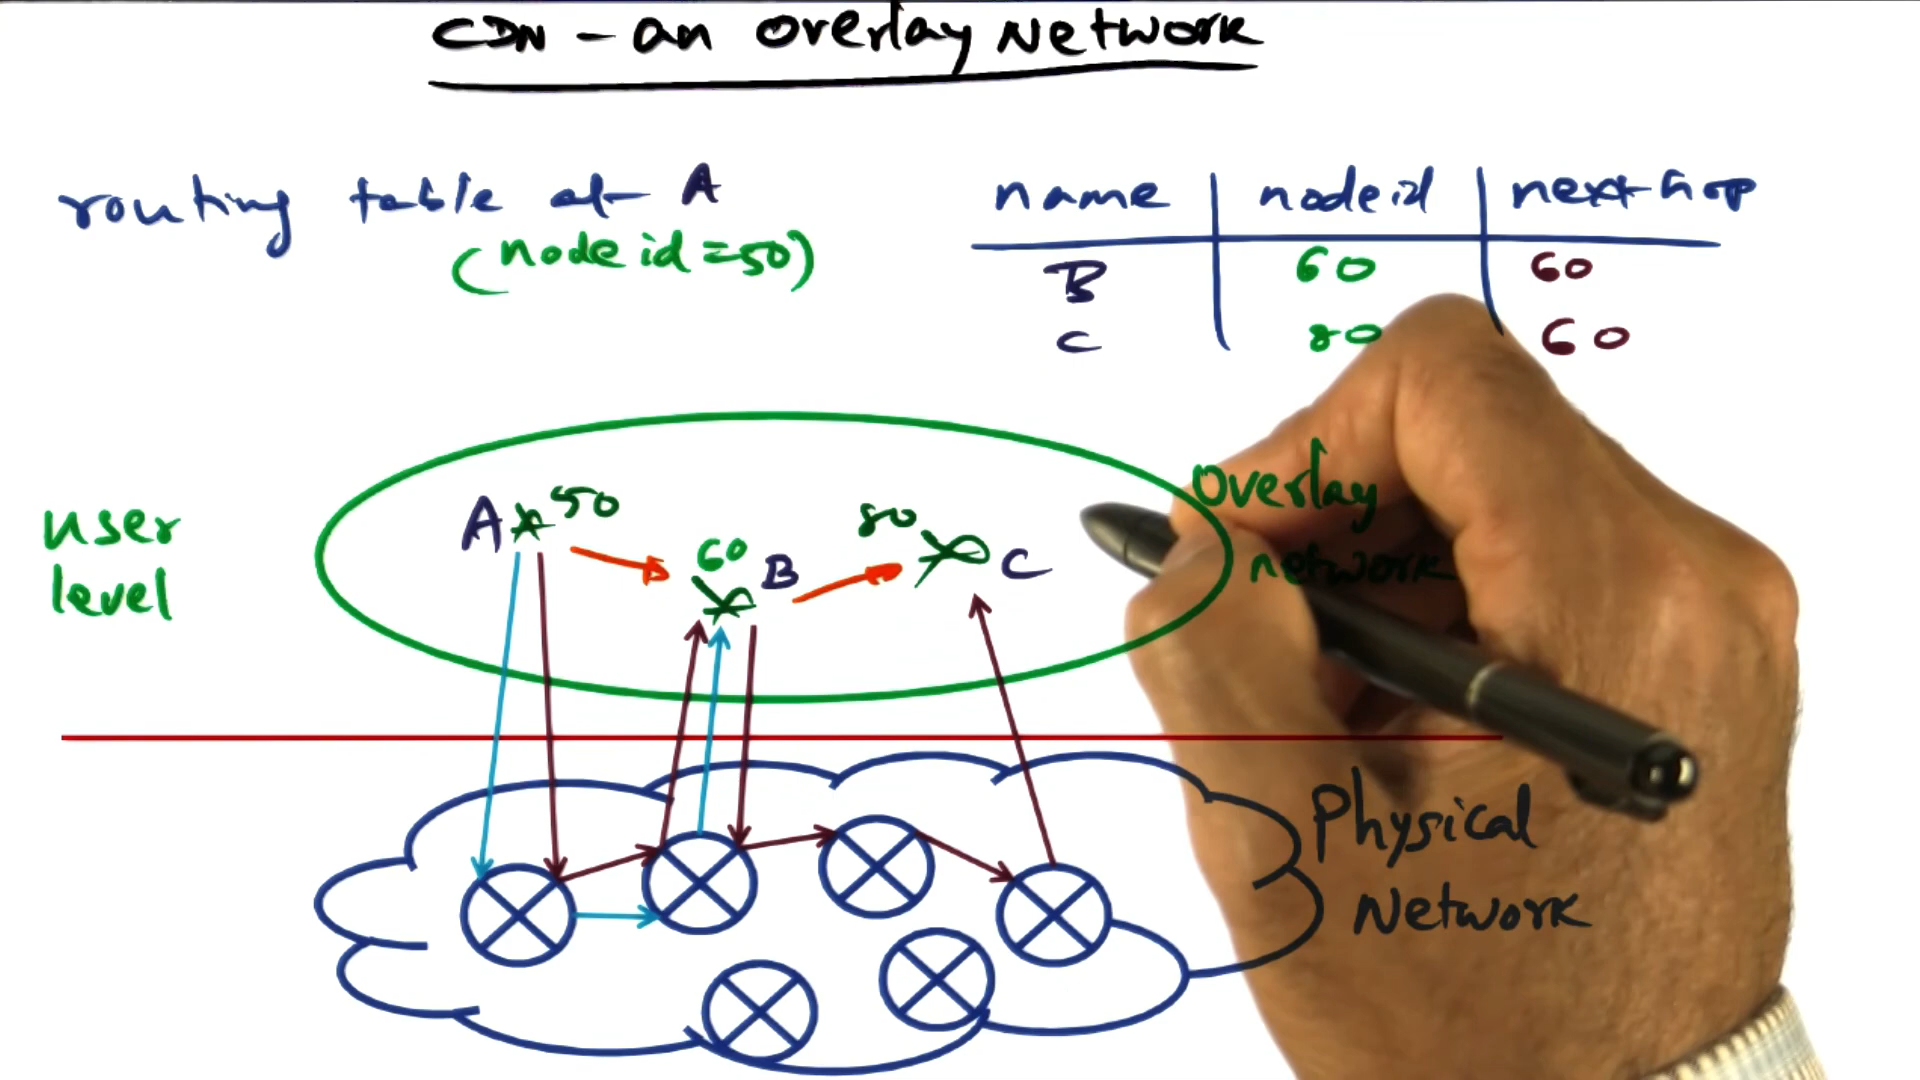 CDN - an overlay Network
routing table at A
(node id = 50)
name node id next-hop
B 60 60
C 80 60
user
level
A 50
60 B
80 C
Overlay
network
Physical
Network